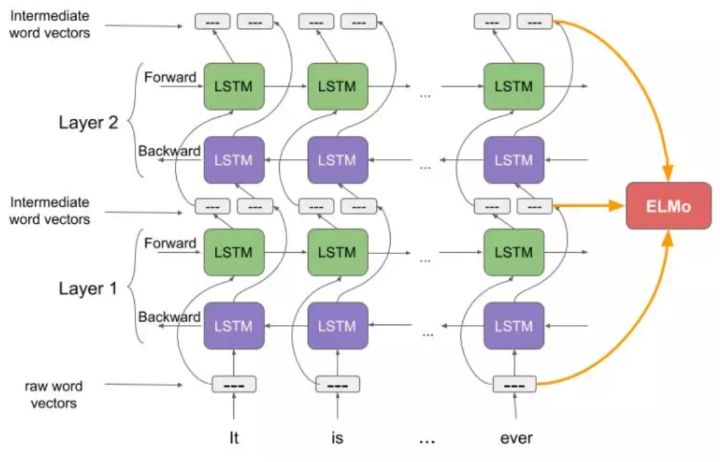 Intermediate
word vectors
--- --- --- --- --- ---
Forward
LSTM LSTM ... LSTM
Layer 2
Backward
LSTM LSTM ... LSTM
Intermediate
word vectors
--- --- --- --- --- ---
ELMo
Forward
LSTM LSTM ... LSTM
Layer 1
Backward
LSTM LSTM ... LSTM
raw word
vectors
--- --- ---
It is ... ever